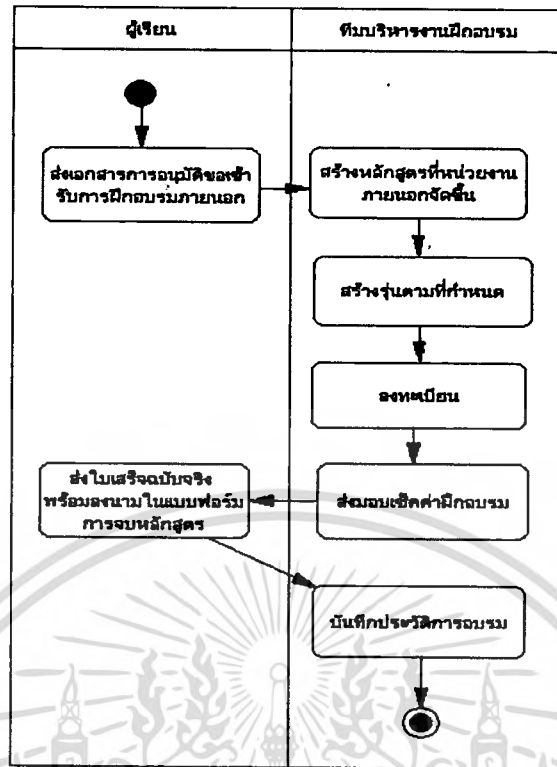 ผู้เรียน
ทีมบริหารงานฝึกอบรม
ส่งเอกสารการอนุมัติขอเข้า
รับการฝึกอบรมภายนอก
สร้างหลักสูตรที่หน่วยงาน
ภายนอกจัดขึ้น
สร้างรุ่นตามที่กำหนด
ลงทะเบียน
ส่งมอบเช็คค่าฝึกอบรม
ส่งใบเสร็จฉบับจริง
พร้อมลงนามในแบบฟอร์ม
การจบหลักสูตร
บันทึกประวัติการอบรม